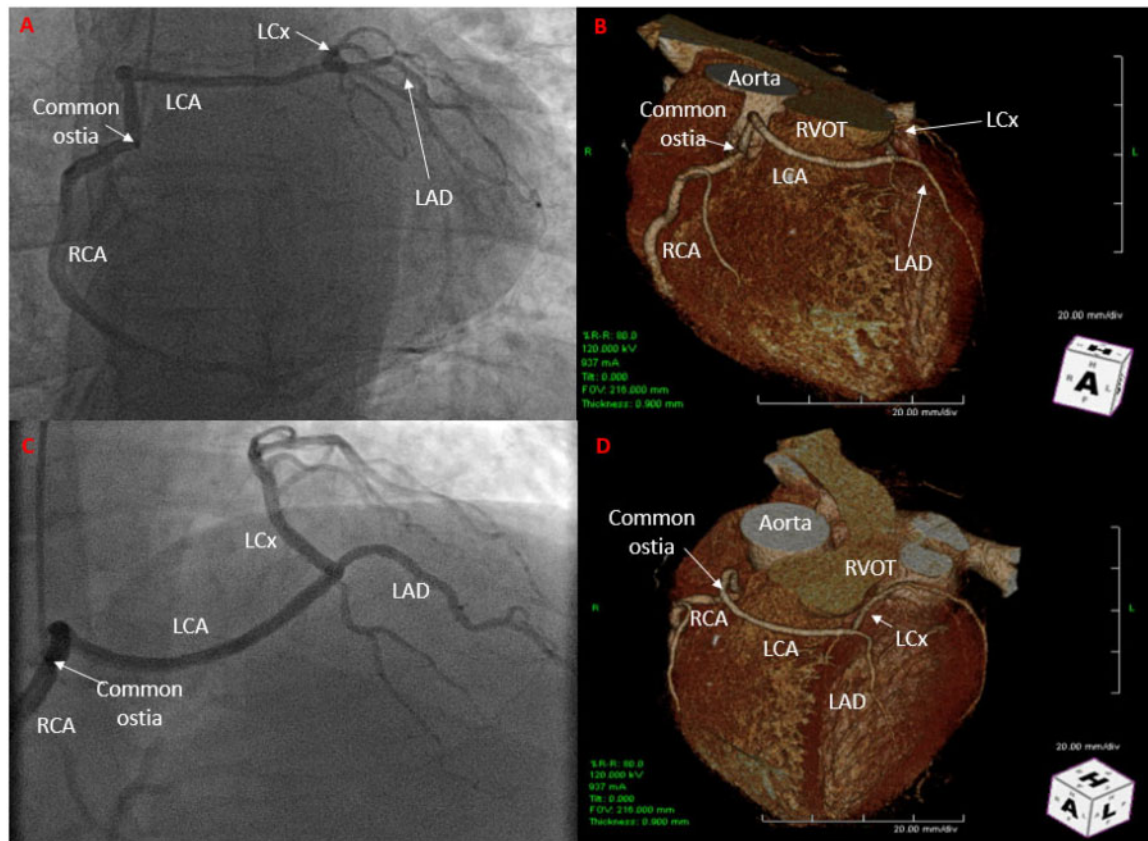 A
LCx
LCA
Common
ostia
LAD
RCA
B
Aorta
Common
ostia
RVOT
LCx
LCA
R
L
RCA
LAD
20.00 mm/div
%R-R: 80.0
120.000 kV
937 mA
Tilt: 0.000
FOV: 216.000 mm
Thickness: 0.900 mm
20.00 mm/div
H
R A L
F
C
LCx
LAD
LCA
Common
ostia
RCA
D
Common
ostia
Aorta
RVOT
R
L
RCA
LCA
LCx
LAD
20.00 mm/div
%R-R: 80.0
120.000 kV
937 mA
Tilt: 0.000
FOV: 216.000 mm
Thickness: 0.900 mm
20.00 mm/div
H
A L